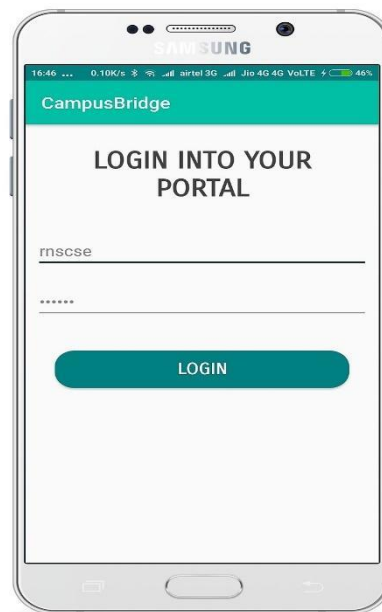 SAMSUNG
16:46 ... 0.10K/s airtel 3G Jio 4G 4G VoLTE 46%
CampusBridge
LOGIN INTO YOUR
PORTAL
rnscse
••••••
LOGIN